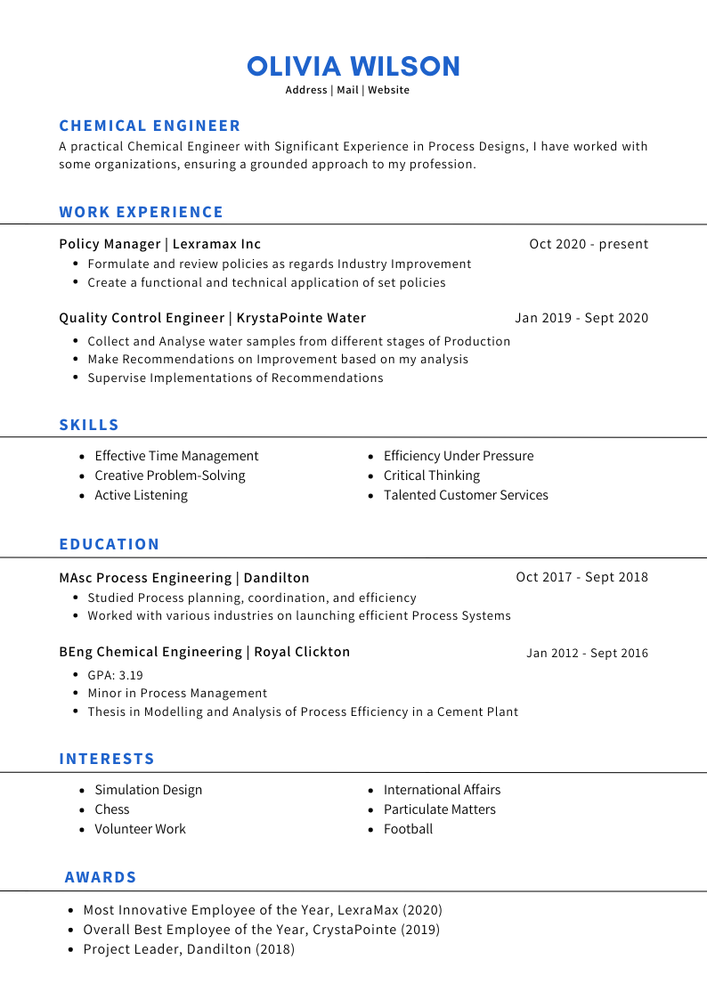 OLIVIA WILSON
Address | Mail | Website
CHEMICAL ENGINEER
A practical Chemical Engineer with Significant Experience in Process Designs, I have worked with
some organizations, ensuring a grounded approach to my profession.
WORK EXPERIENCE
Policy Manager | Lexramax Inc Oct 2020 - present
• Formulate and review policies as regards Industry Improvement
• Create a functional and technical application of set policies
Quality Control Engineer | KrystaPointe Water Jan 2019 - Sept 2020
• Collect and Analyse water samples from different stages of Production
• Make Recommendations on Improvement based on my analysis
• Supervise Implementations of Recommendations
SKILLS
• Effective Time Management
• Creative Problem-Solving
• Active Listening
• Efficiency Under Pressure
• Critical Thinking
• Talented Customer Services
EDUCATION
MAsc Process Engineering | Dandilton Oct 2017 - Sept 2018
• Studied Process planning, coordination, and efficiency
• Worked with various industries on launching efficient Process Systems
BEng Chemical Engineering | Royal Clickton Jan 2012 - Sept 2016
• GPA: 3.19
• Minor in Process Management
• Thesis in Modelling and Analysis of Process Efficiency in a Cement Plant
INTERESTS
• Simulation Design
• Chess
• Volunteer Work
• International Affairs
• Particulate Matters
• Football
AWARDS
• Most Innovative Employee of the Year, LexraMax (2020)
• Overall Best Employee of the Year, CrystaPointe (2019)
• Project Leader, Dandilton (2018)